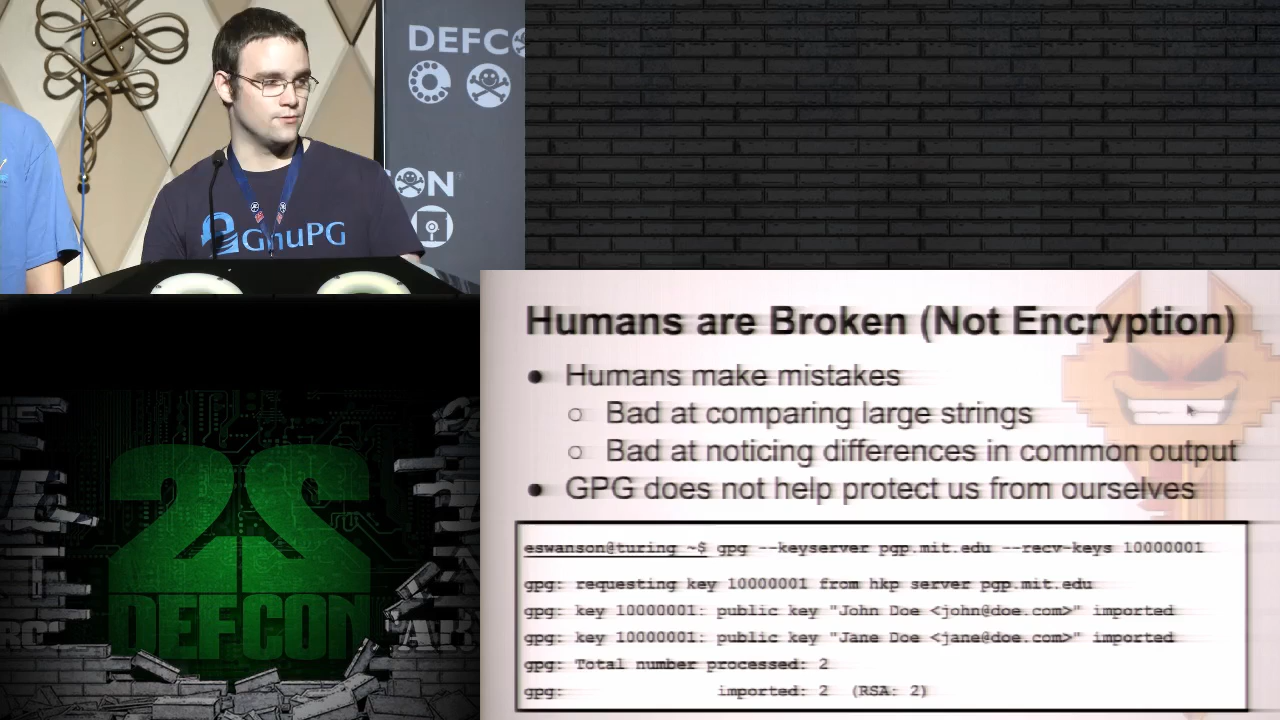 DEFC
ON
GnuPG
Humans are Broken (Not Encryption)
● Humans make mistakes
○ Bad at comparing large strings
○ Bad at noticing differences in common output
● GPG does not help protect us from ourselves
eswanson@turing ~$ gpg --keyserver pgp.mit.edu --recv-keys 10000001
gpg: requesting key 10000001 from hkp server pgp.mit.edu
gpg: key 10000001: public key "John Doe <john@doe.com>" imported
gpg: key 10000001: public key "Jane Doe <jane@doe.com>" imported
gpg: Total number processed: 2
gpg: imported: 2 (RSA: 2)
22
DEFCON